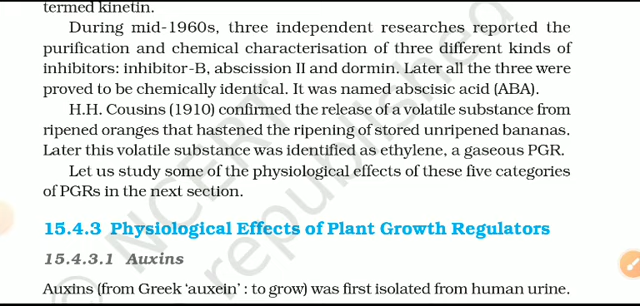 termed kinetin.
During mid-1960s, three independent researches reported the
purification and chemical characterisation of three different kinds of
inhibitors: inhibitor-B, abscission II and dormin. Later all the three were
proved to be chemically identical. It was named abscisic acid (ABA).
H.H. Cousins (1910) confirmed the release of a volatile substance from
ripened oranges that hastened the ripening of stored unripened bananas.
Later this volatile substance was identified as ethylene, a gaseous PGR.
Let us study some of the physiological effects of these five categories
of PGRs in the next section.
15.4.3 Physiological Effects of Plant Growth Regulators
15.4.3.1 Auxins
Auxins (from Greek ‘auxein’ : to grow) was first isolated from human urine.
© NCERT
republished